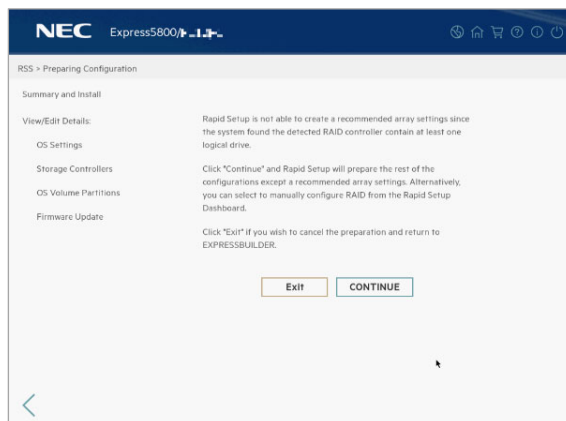 NEC Express5800/
RSS > Preparing Configuration
Summary and Install
View/Edit Details:
OS Settings
Storage Controllers
OS Volume Partitions
Firmware Update
Rapid Setup is not able to create a recommended array settings since
the system found the detected RAID controller contain at least one
logical drive.
Click "Continue" and Rapid Setup will prepare the rest of the
configurations except a recommended array settings. Alternatively,
you can select to manually configure RAID from the Rapid Setup
Dashboard.
Click "Exit" if you wish to cancel the preparation and return to
EXPRESSBUILDER.
Exit CONTINUE